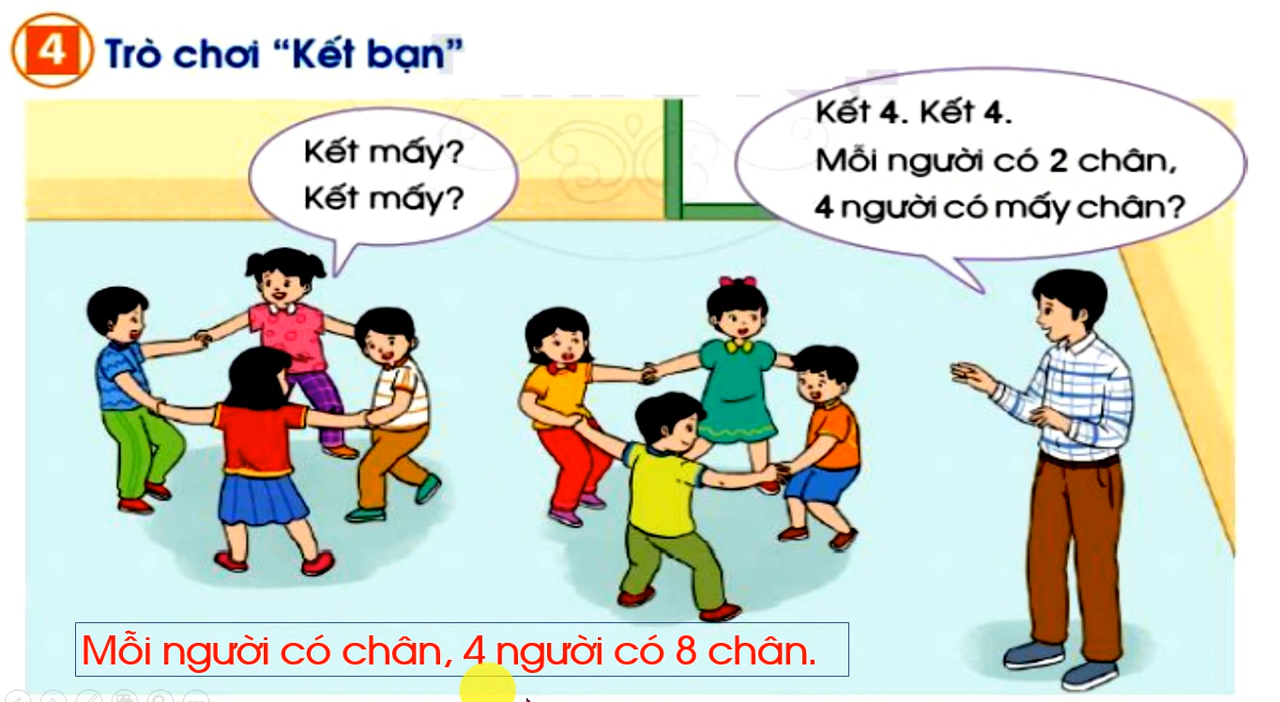 4 Trò chơi “Kết bạn”
Kết mấy?
Kết mấy?
Kết 4. Kết 4.
Mỗi người có 2 chân,
4 người có mấy chân?
Mỗi người có chân, 4 người có 8 chân.